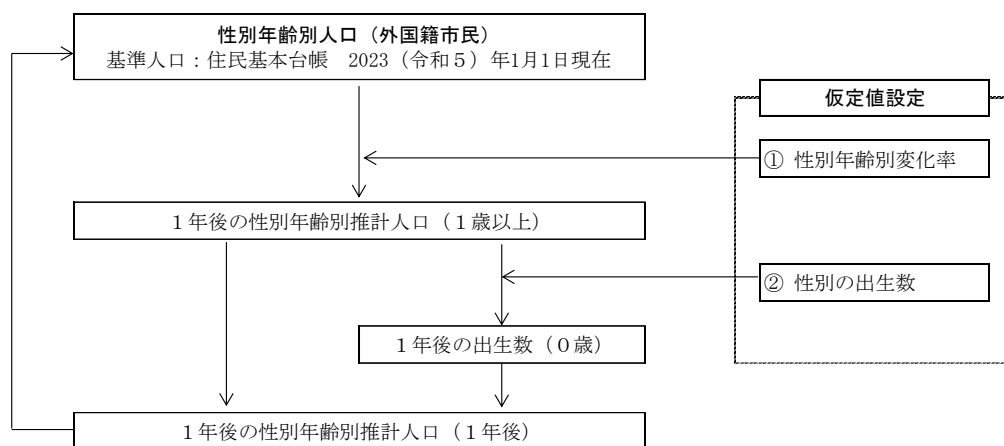 性別年齢別人口（外国籍市民）
基準人口：住民基本台帳　2023（令和５）年1月1日現在
仮定値設定
① 性別年齢別変化率
１年後の性別年齢別推計人口（１歳以上）
② 性別の出生数
１年後の出生数（０歳）
１年後の性別年齢別推計人口（１年後）